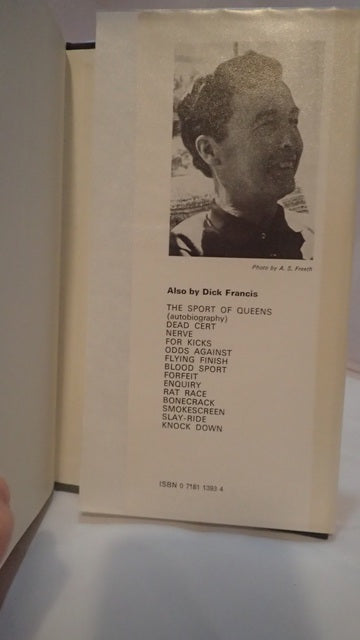 Photo by A. S. Freeth
Also by Dick Francis
THE SPORT OF QUEENS
(autobiography)
DEAD CERT
NERVE
FOR KICKS
ODDS AGAINST
FLYING FINISH
BLOOD SPORT
FORFEIT
ENQUIRY
RAT RACE
BONECRACK
SMOKESCREEN
SLAY-RIDE
KNOCK DOWN
ISBN 0 7181 1393 4